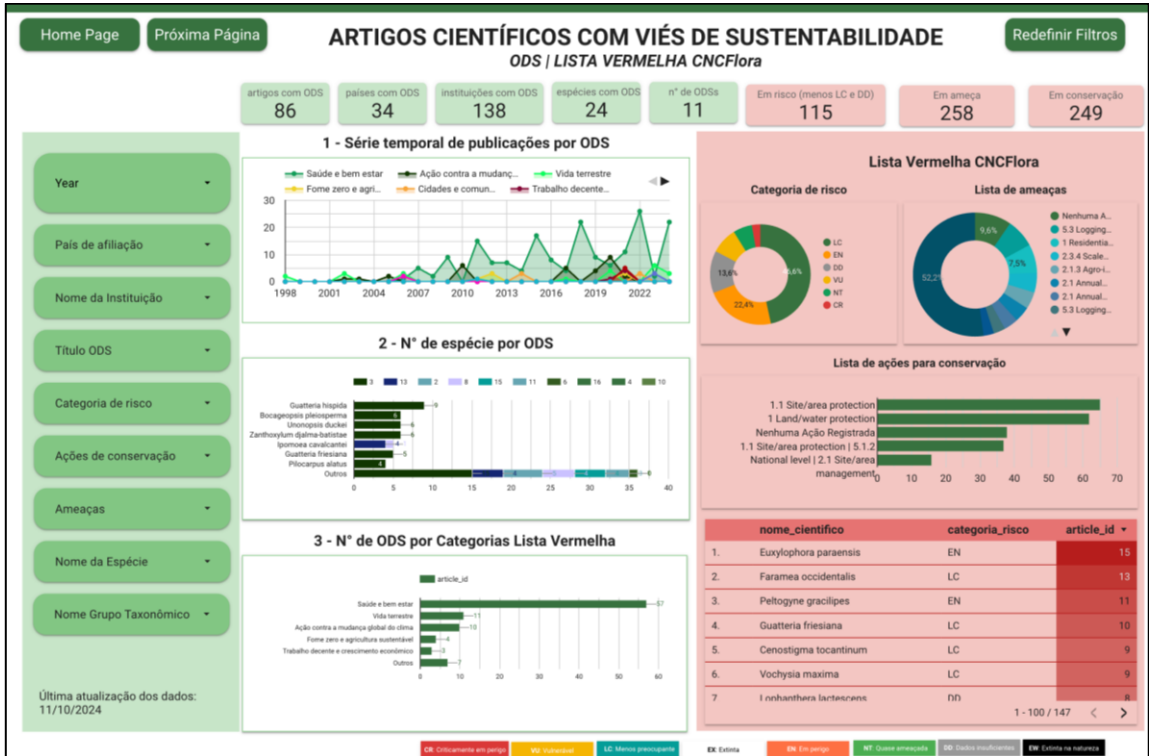 Home Page
Próxima Página
ARTIGOS CIENTÍFICOS COM VIÉS DE SUSTENTABILIDADE
ODS | LISTA VERMELHA CNCFlora
Redefinir Filtros
artigos com ODS
86
países com ODS
34
instituições com ODS
138
espécies com ODS
24
n° de ODSs
11
Em risco (menos LC e DD)
115
Em ameça
258
Em conservação
249
Year
País de afiliação
Nome da Instituição
Título ODS
Categoria de risco
Ações de conservação
Ameaças
Nome da Espécie
Nome Grupo Taxonômico
Última atualização dos dados:
11/10/2024
1 - Série temporal de publicações por ODS
Saúde e bem estar
Ação contra a mudanç...
Vida terrestre
Fome zero e agri...
Cidades e comun...
Trabalho decente...
30
20
10
0
1998 2001 2004 2007 2010 2013 2016 2019 2022
2 - N° de espécie por ODS
3 13 2 8 15 11 6 16 4 10
Guatteria hispida 9
Bocageopsis pleiosperma 6
Unonopsis duckei 6
Zanthoxylum djalma-batistae 6
Ipomoea cavalcantei 4
Guatteria friesiana 5
Pilocarpus alatus 4
Outros
0 5 10 15 20 25 30 35 40
3 - N° de ODS por Categorias Lista Vermelha
article_id
Saúde e bem estar 57
Vida terrestre 11
Ação contra a mudança global do clima 10
Fome zero e agricultura sustentável 4
Trabalho decente e crescimento econômico 3
Outros 7
0 10 20 30 40 50 60
Lista Vermelha CNCFlora
Categoria de risco
13,6%
22,4%
LC
EN
DD
VU
NT
CR
Lista de ameaças
9,6%
7,5%
52,2%
Nenhuma A...
5.3 Logging...
1 Residentia...
2.3.4 Scale...
2.1.3 Agro-i...
2.1 Annual...
2.1 Annual...
5.3 Logging...
Lista de ações para conservação
1.1 Site/area protection
1 Land/water protection
Nenhuma Ação Registrada
1.1 Site/area protection | 5.1.2
National level | 2.1 Site/area
management
0 10 20 30 40 50 60 70
nome_cientifico categoria_risco article_id
1. Euxylophora paraensis EN 15
2. Faramea occidentalis LC 13
3. Peltogyne gracilipes EN 11
4. Guatteria friesiana LC 10
5. Cenostigma tocantinum LC 9
6. Vochysia maxima LC 9
7. Lophanthera lactescens DD 8
1 - 100 / 147
CR: Criticamente em perigo
VU: Vulnerável
LC: Menos preocupante
EX: Extinta
EN: Em perigo
NT: Quase ameaçada
DD: Dados insuficientes
EW: Extinta na natureza